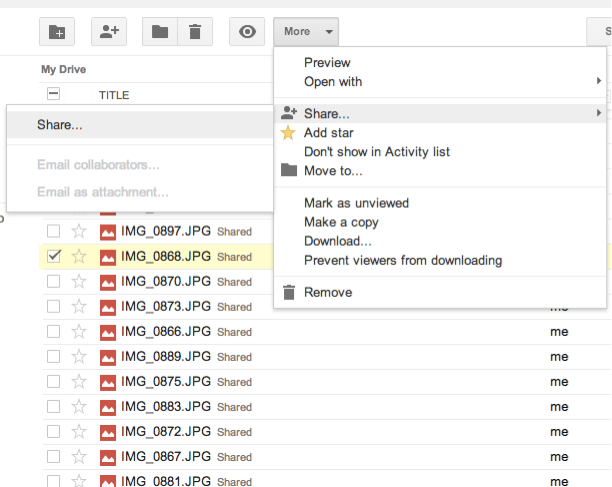 More
S
My Drive
TITLE
Preview
Open with
Share...
Add star
Don't show in Activity list
Move to...
Mark as unviewed
Make a copy
Download...
Prevent viewers from downloading
Remove
Share...
Email collaborators...
Email as attachment...
IMG_0897.JPG Shared
IMG_0868.JPG Shared
IMG_0870.JPG Shared
IMG_0873.JPG Shared me
IMG_0866.JPG Shared me
IMG_0889.JPG Shared me
IMG_0875.JPG Shared me
IMG_0883.JPG Shared me
IMG_0872.JPG Shared me
IMG_0867.JPG Shared me
IMG_0881.JPG Shared me